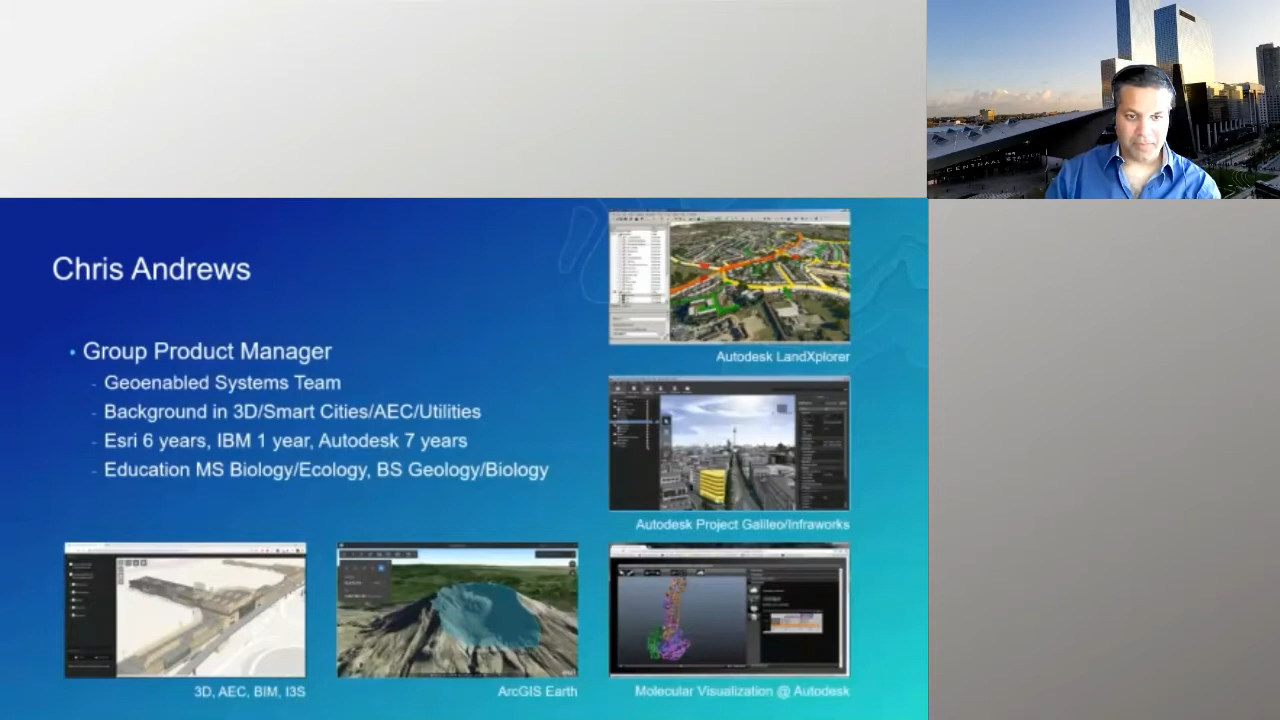 CENTRAAL STATION
Chris Andrews
• Group Product Manager
- Geoenabled Systems Team
- Background in 3D/Smart Cities/AEC/Utilities
- Esri 6 years, IBM 1 year, Autodesk 7 years
- Education MS Biology/Ecology, BS Geology/Biology
Autodesk LandXplorer
Autodesk Project Galileo/Infraworks
3D, AEC, BIM, I3S
ArcGIS Earth
Molecular Visualization @ Autodesk